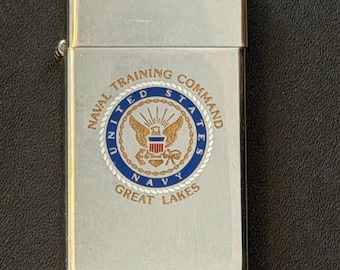 NAVAL TRAINING COMMAND
UNITED STATES
NAVY
GREAT LAKES